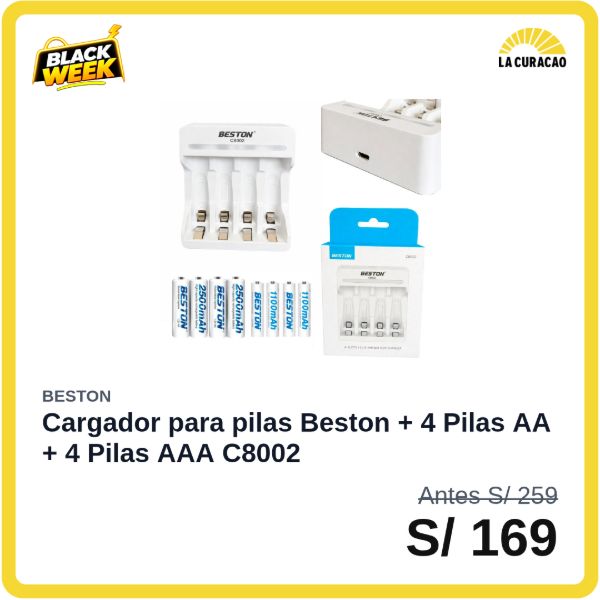 BLACK
WEEK
LA CURACAO
BESTON
C8002
BESTON
BESTON
BESTON
2500mAh
BESTON
2500mAh
BESTON
1100mAh
BESTON
1100mAh
BESTON
Cargador para pilas Beston + 4 Pilas AA
+ 4 Pilas AAA C8002
Antes S/ 259
S/ 169